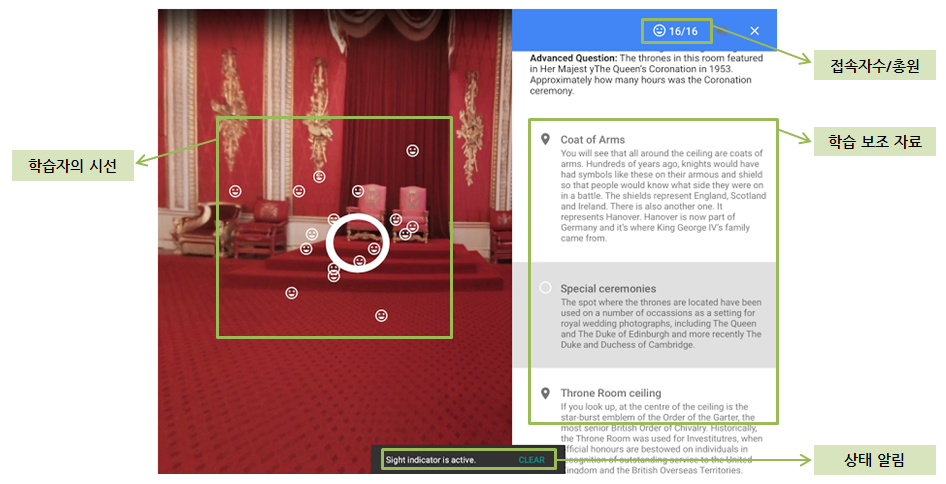 16/16
접속자수/총원
Advanced Question: The thrones in this room featured
in Her Majest yThe Queen's Coronation in 1953.
Approximately how many hours was the Coronation
ceremony.
학습 보조 자료
학습자의 시선
Coat of Arms
You will see that all around the ceiling are coats of
arms. Hundreds of years ago, knights would have
had symbols like these on their armous and shield
so that people would know what side they were on
in a battle. The shields represent England, Scotland
and Ireland. There is also another one. It
represents Hanover. Hanover is now part of
Germany and it's where King George IV's family
came from.
Special ceremonies
The spot where the thrones are located have been
used on a number of occassions as a setting for
royal wedding photographs, including The Queen
and The Duke of Edinburgh and more recently The
Duke and Duchess of Cambridge.
Throne Room ceiling
If you look up, at the centre of the ceiling is the
star-burst emblem of the Order of the Garter, the
most senior British Order of Chivalry. Historically,
the Throne Room was used for Investitutres, when
official honours are bestowed on individuals in
recognition of outstanding service to the United
Kingdom and the British Overseas Territories.
Sight indicator is active.
CLEAR
상태 알림